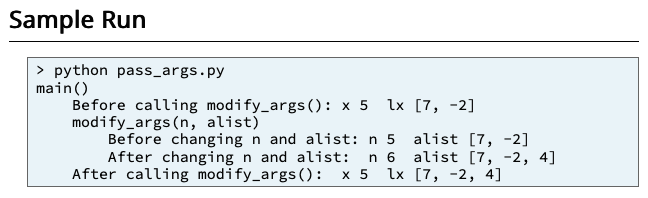 Sample Run
> python pass_args.py
main()
    Before calling modify_args(): x 5  lx [7, -2]
    modify_args(n, alist)
        Before changing n and alist: n 5  alist [7, -2]
        After changing n and alist:  n 6  alist [7, -2, 4]
    After calling modify_args():  x 5  lx [7, -2, 4]